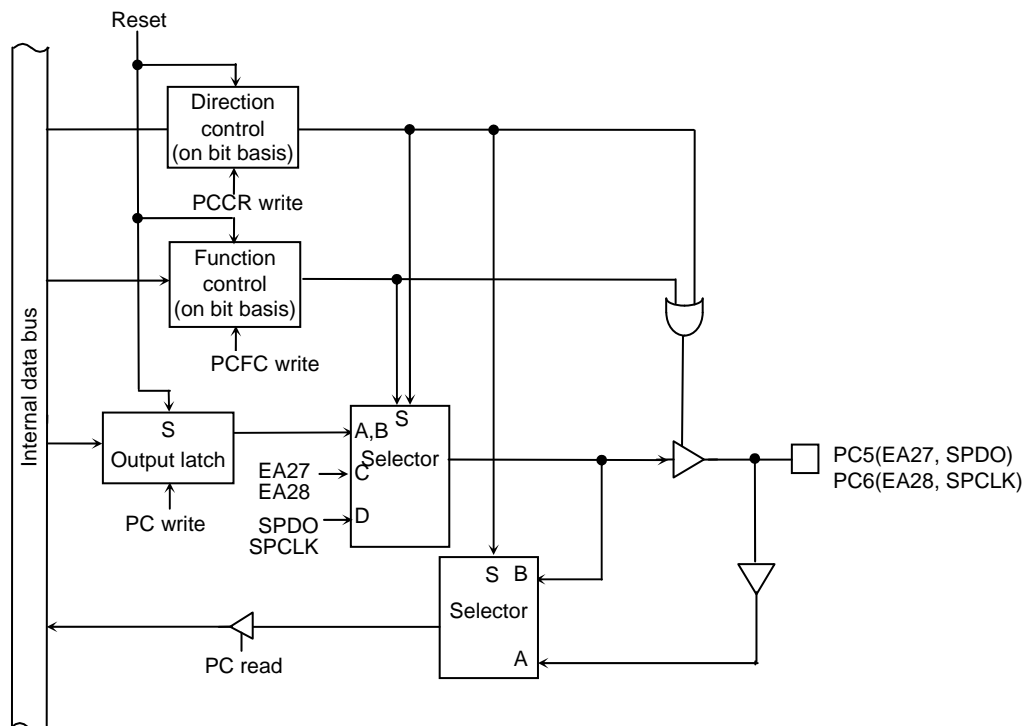 Reset
Direction
control
(on bit basis)
PCCR write
Function
control
(on bit basis)
PCFC write
Internal data bus
S
Output latch
PC write
S
A,B
Selector
C
D
EA27
EA28
SPDO
SPCLK
PC5(EA27, SPDO)
PC6(EA28, SPCLK)
S B
Selector
A
PC read